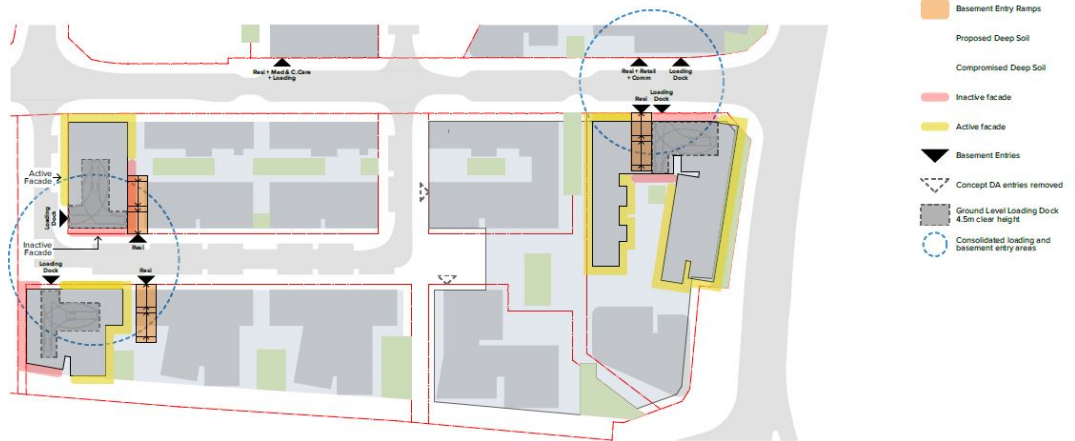 Basement Entry Ramps
Proposed Deep Soil
Compromised Deep Soil
Inactive facade
Active facade
Basement Entries
Concept DA entries removed
Ground Level Loading Dock
4.5m clear height
Consolidated loading and
basement entry areas
Resi + Med & C.Care
+ Loading
Resi + Retail
+ Comm
Loading
Dock
Resi
Loading
Dock
Active
Facade
Loading
Dock
Inactive
Facade
Resi
Loading
Dock
Resi